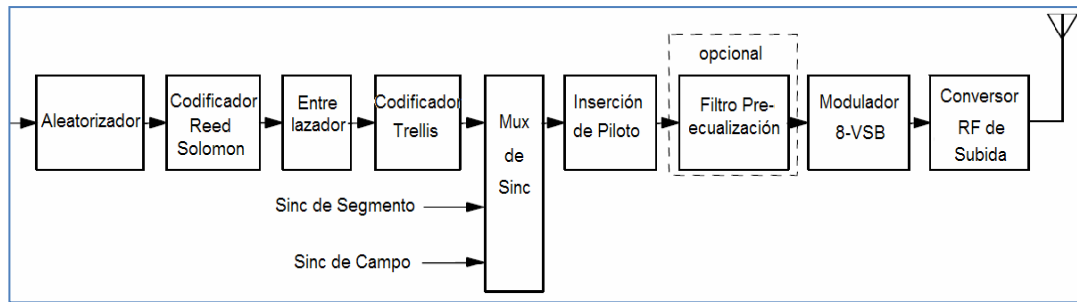 opcional
Aleatorizador
Codificador
Reed
Solomon
Entre
lazador
Codificador
Trellis
Mux
de
Sinc
Inserción
de Piloto
Filtro Pre-
ecualización
Modulador
8-VSB
Conversor
RF de
Subida
Sinc de Segmento
Sinc de Campo